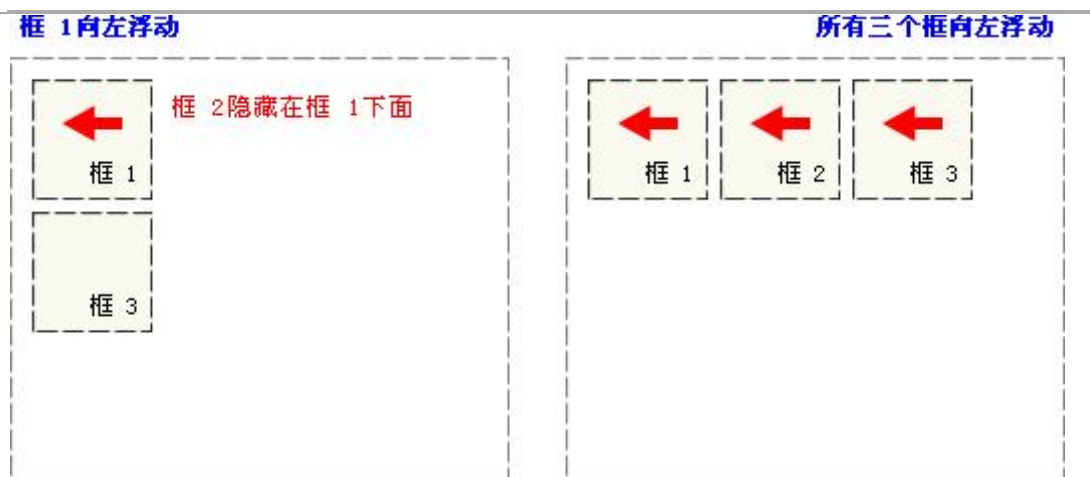 框 1向左浮动
所有三个框向左浮动
框 2隐藏在框 1下面
框 1
框 3
框 1
框 2
框 3